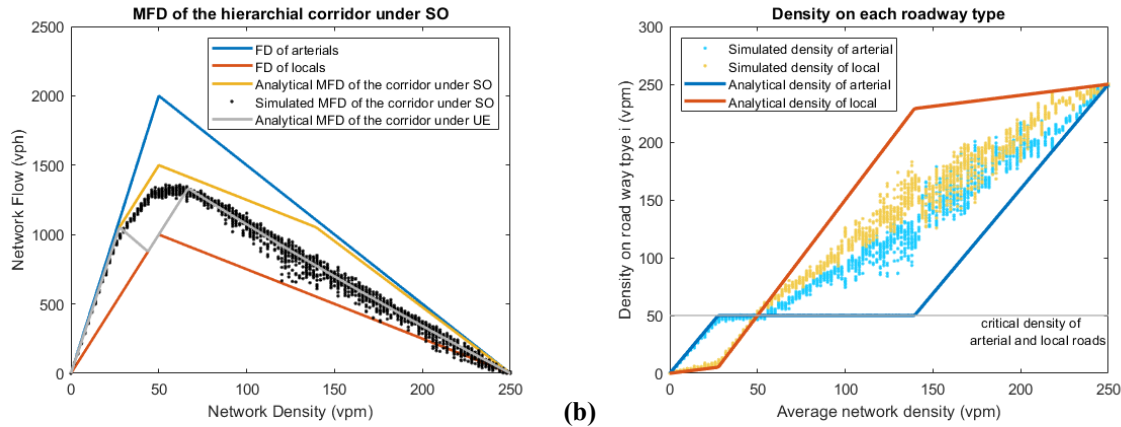 MFD of the hierarchial corridor under SO
2500
2000
1500
1000
500
0
Network Flow (vph)
FD of arterials
FD of locals
Analytical MFD of the corridor under SO
Simulated MFD of the corridor under SO
Analytical MFD of the corridor under UE
0 50 100 150 200 250
Network Density (vpm)
(b)
Density on each roadway type
300
250
200
150
100
50
0
Density on road way tpye i (vpm)
Simulated density of arterial
Simulated density of local
Analytical density of arterial
Analytical density of local
critical density of
arterial and local roads
0 50 100 150 200 250
Average network density (vpm)